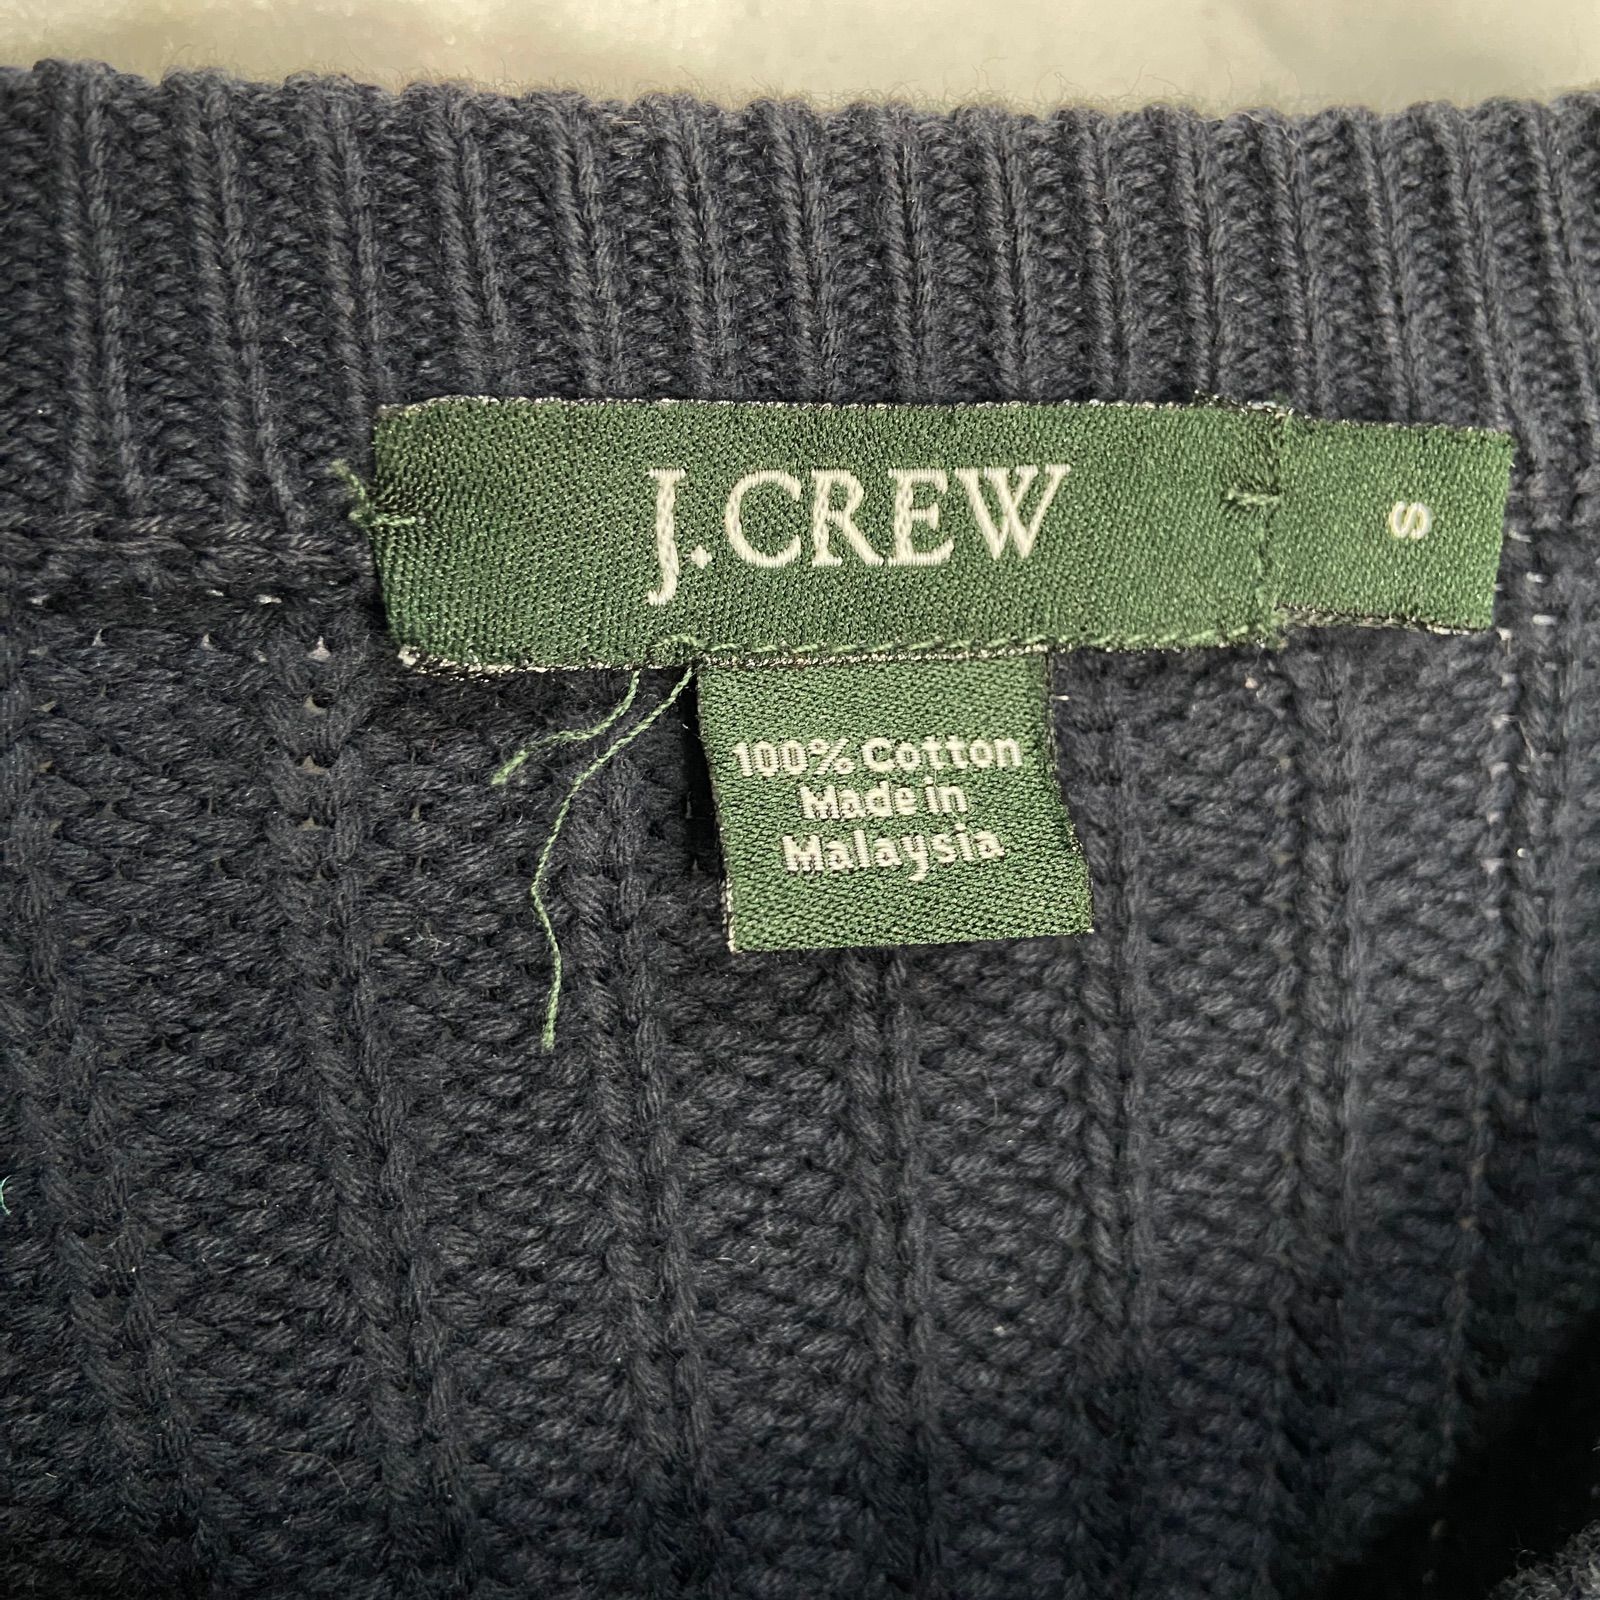 J.CREW
S
100% Cotton
Made in
Malaysia